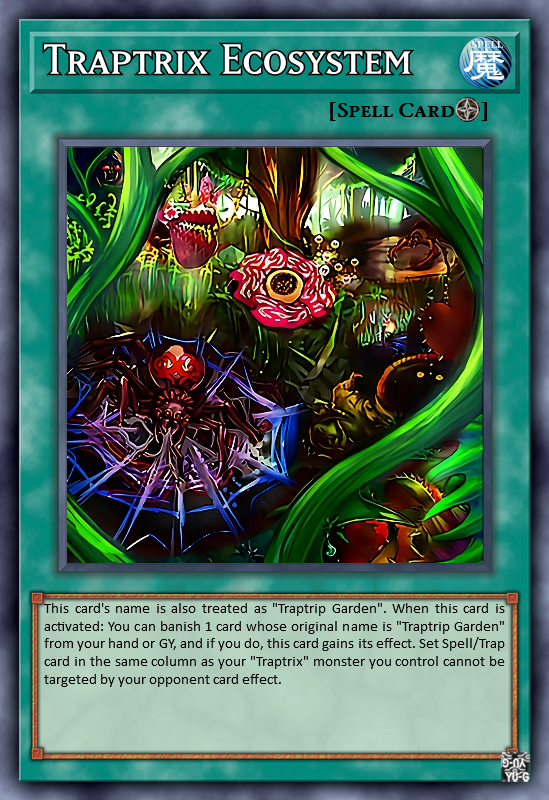 TRAPTRIX ECOSYSTEM
SPELL
魔
[SPELL CARD]
This card's name is also treated as "Traptrip Garden". When this card is
activated: You can banish 1 card whose original name is "Traptrip Garden"
from your hand or GY, and if you do, this card gains its effect. Set Spell/Trap
card in the same column as your "Traptrix" monster you control cannot be
targeted by your opponent card effect.
YU-G